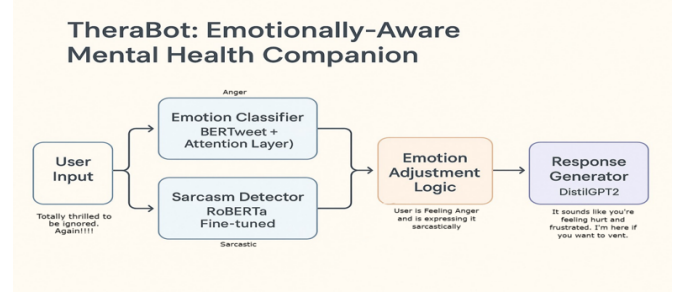 TheraBot: Emotionally-Aware
Mental Health Companion
Anger
Emotion Classifier
BERTweet +
Attention Layer)
User
Input
Totally thrilled to
be ignored.
Again!!!!
Sarcasm Detector
RoBERTa
Fine-tuned
Sarcastic
Emotion
Adjustment
Logic
User is Feeling Anger
and is expressing it
sarcastically
Response
Generator
DistilGPT2
It sounds like you're
feeling hurt and
frustrated. I'm here if
you want to vent.